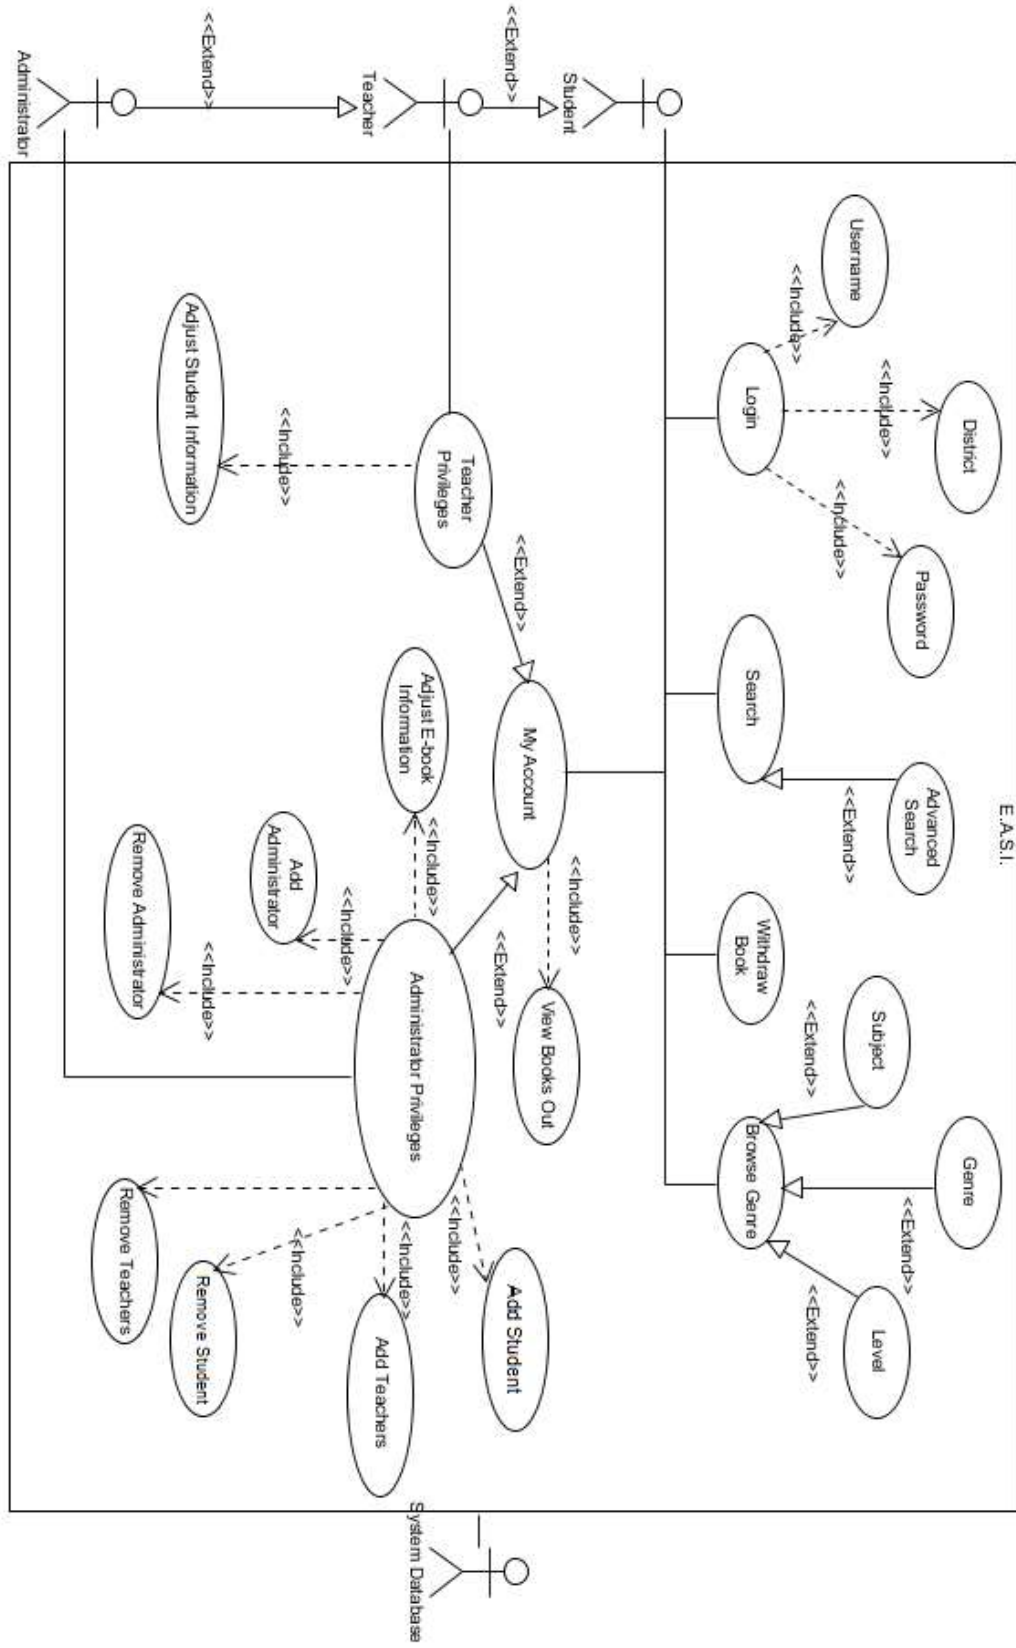 E.A.S.I.
Student
<<Extend>>
Teacher
<<Extend>>
Administrator
Username
<<Include>>
District
<<Include>>
Login
Password
<<Include>>
Search
Advanced
Search
<<Extend>>
Withdraw
Book
Subject
<<Extend>>
Genre
<<Extend>>
Browse Genre
Level
<<Extend>>
My Account
<<Include>>
View Books Out
Teacher
Privileges
<<Extend>>
<<Include>>
Adjust Student Information
<<Extend>>
Administrator Privileges
Adjust E-book
Information
<<Include>>
Add
Administrator
<<Include>>
Remove Administrator
<<Include>>
Add Student
<<Include>>
Add Teachers
<<Include>>
Remove Student
<<Include>>
Remove Teachers
System Database